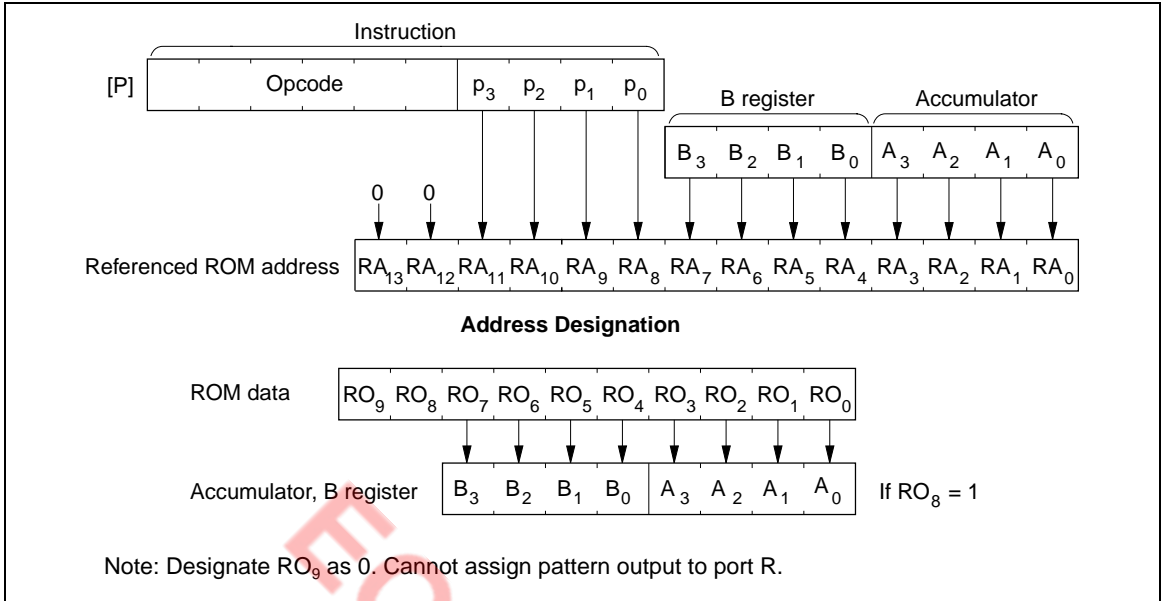 Instruction
[P] Opcode p3 p2 p1 p0
B register Accumulator
B3 B2 B1 B0 A3 A2 A1 A0
0 0
Referenced ROM address RA13 RA12 RA11 RA10 RA9 RA8 RA7 RA6 RA5 RA4 RA3 RA2 RA1 RA0
Address Designation
ROM data RO9 RO8 RO7 RO6 RO5 RO4 RO3 RO2 RO1 RO0
Accumulator, B register B3 B2 B1 B0 A3 A2 A1 A0 If RO8 = 1
Note: Designate RO9 as 0. Cannot assign pattern output to port R.